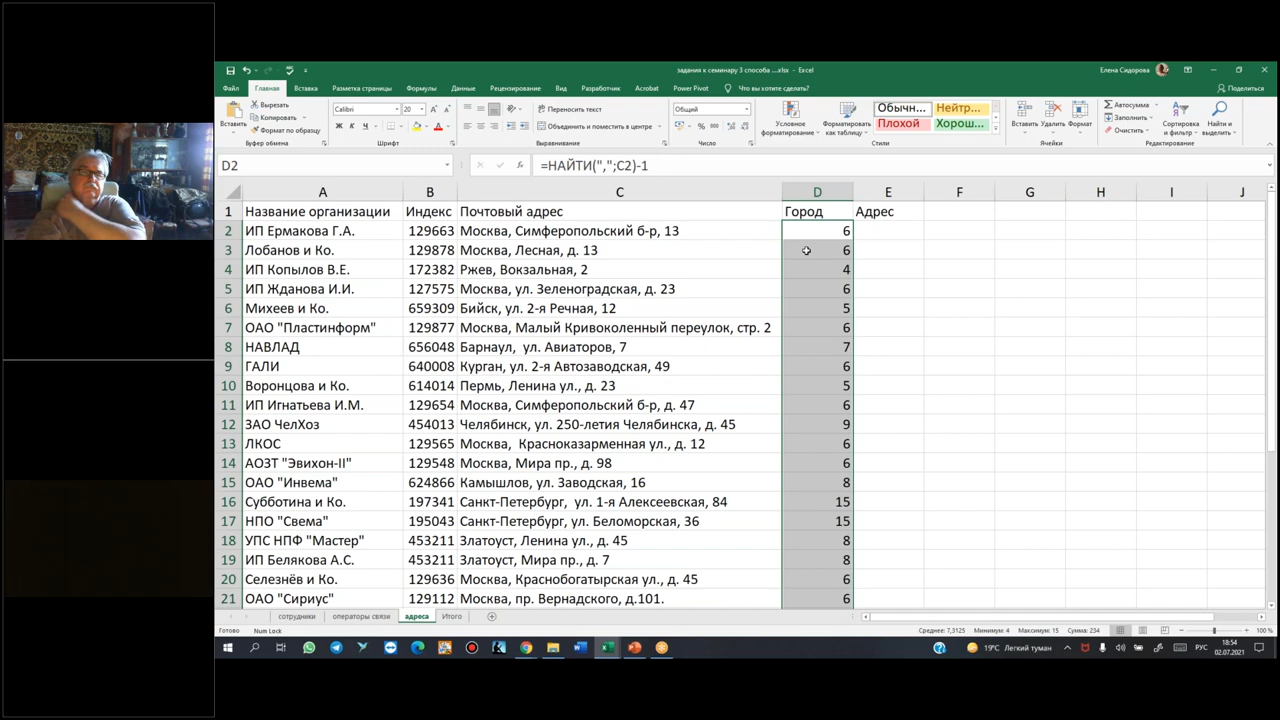 задания к семинару 3 способа ....xlsx - Excel
Елена Сидорова
Файл Главная Вставка Разметка страницы Формулы Данные Рецензирование Вид Разработчик Acrobat Power Pivot Что вы хотите сделать? Поделиться
Вставить
Вырезать
Копировать
Формат по образцу
Буфер обмена
Calibri 20
Ж К Ч
Шрифт
Переносить текст
Объединить и поместить в центре
Выравнивание
Общий
Число
Условное форматирование
Форматировать как таблицу
Обычн... Нейтр...
Плохой Хорош...
Стили
Вставить Удалить Формат
Ячейки
Автосумма
Заполнить
Очистить
Сортировка и фильтр
Найти и выделить
Редактирование
D2 =НАЙТИ(",";C2)-1
A B C D E F G H I J
1 Название организации Индекс Почтовый адрес Город Адрес
2 ИП Ермакова Г.А. 129663 Москва, Симферопольский б-р, 13 6
3 Лобанов и Ко. 129878 Москва, Лесная, д. 13 6
4 ИП Копылов В.Е. 172382 Ржев, Вокзальная, 2 4
5 ИП Жданова И.И. 127575 Москва, ул. Зеленоградская, д. 23 6
6 Михеев и Ко. 659309 Бийск, ул. 2-я Речная, 12 5
7 ОАО "Пластинформ" 129877 Москва, Малый Кривоколенный переулок, стр. 2 6
8 НАВЛАД 656048 Барнаул,  ул. Авиаторов, 7 7
9 ГАЛИ 640008 Курган, ул. 2-я Автозаводская, 49 6
10 Воронцова и Ко. 614014 Пермь, Ленина ул., д. 23 5
11 ИП Игнатьева И.М. 129654 Москва, Симферопольский б-р, д. 47 6
12 ЗАО ЧелХоз 454013 Челябинск, ул. 250-летия Челябинска, д. 45 9
13 ЛКОС 129565 Москва,  Красноказарменная ул., д. 12 6
14 АОЗТ "Эвихон-II" 129548 Москва, Мира пр., д. 98 6
15 ОАО "Инвема" 624866 Камышлов, ул. Заводская, 16 8
16 Субботина и Ко. 197341 Санкт-Петербург,  ул. 1-я Алексеевская, 84 15
17 НПО "Свема" 195043 Санкт-Петербург, ул. Беломорская, 36 15
18 УПС НПФ "Мастер" 453211 Златоуст, Ленина ул., д. 45 8
19 ИП Белякова А.С. 453211 Златоуст, Мира пр., д. 7 8
20 Селезнёв и Ко. 129636 Москва, Краснобогатырская ул., д. 45 6
21 ОАО "Сириус" 129112 Москва, пр. Вернадского, д.101. 6
сотрудники операторы связи адреса Итого
Готово Num Lock Среднее: 7,3125 Минимум: 4 Максимум: 15 Сумма: 234 100 %
19°C Легкий туман РУС 18:54
02.07.2021